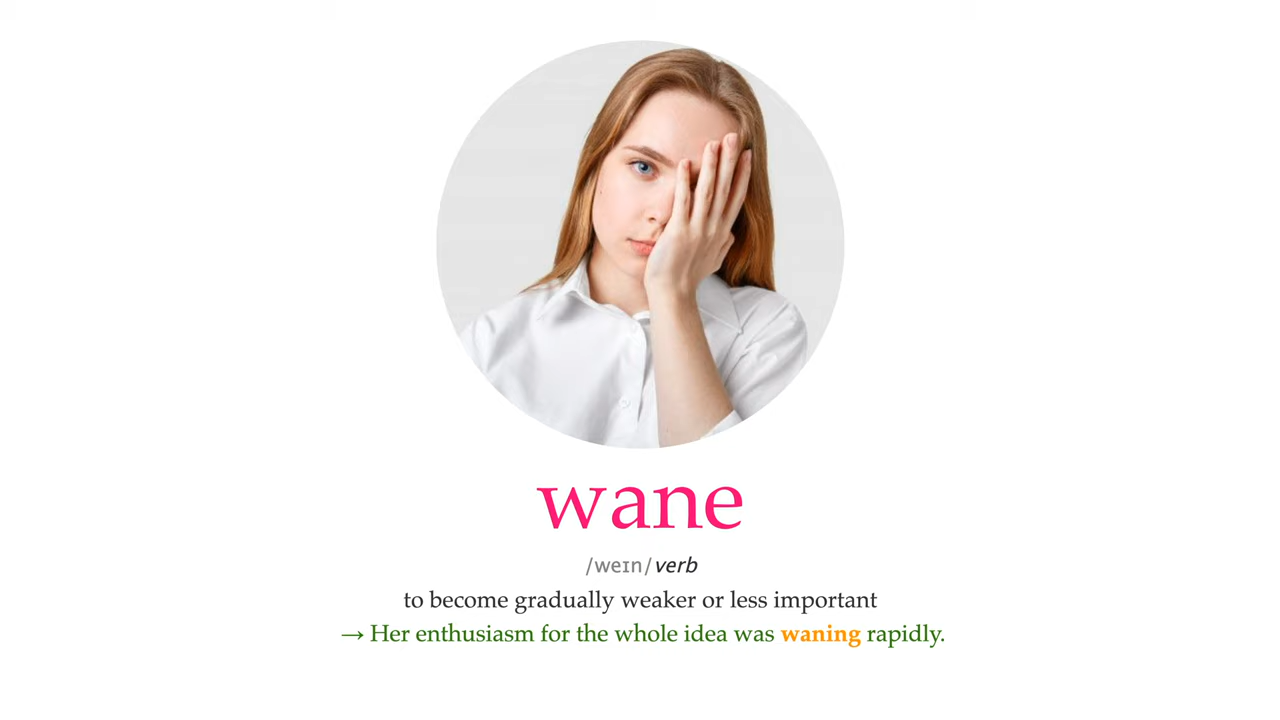 wane
/weɪn/verb
to become gradually weaker or less important
→ Her enthusiasm for the whole idea was waning rapidly.